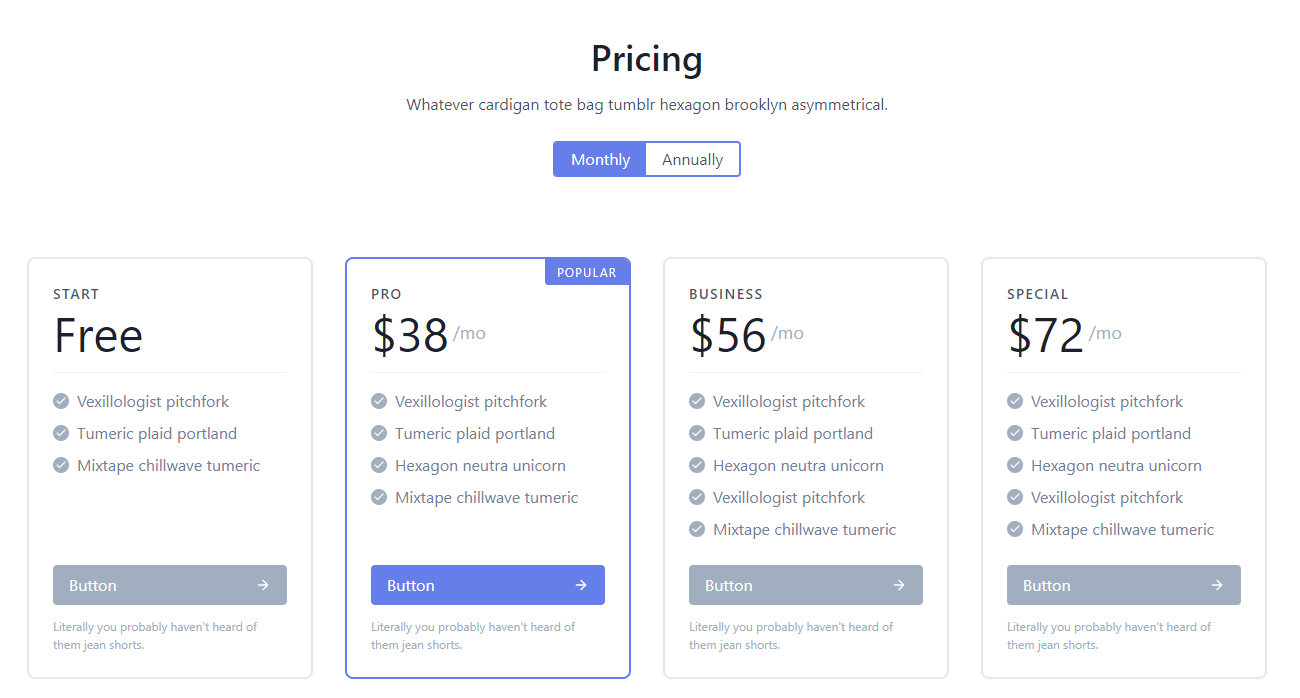 Pricing
Whatever cardigan tote bag tumblr hexagon brooklyn asymmetrical.
Monthly Annually
START
Free
Vexillologist pitchfork
Tumeric plaid portland
Mixtape chillwave tumeric
Button
Literally you probably haven't heard of
them jean shorts.
POPULAR
PRO
$38 /mo
Vexillologist pitchfork
Tumeric plaid portland
Hexagon neutra unicorn
Mixtape chillwave tumeric
Button
Literally you probably haven't heard of
them jean shorts.
BUSINESS
$56 /mo
Vexillologist pitchfork
Tumeric plaid portland
Hexagon neutra unicorn
Vexillologist pitchfork
Mixtape chillwave tumeric
Button
Literally you probably haven't heard of
them jean shorts.
SPECIAL
$72 /mo
Vexillologist pitchfork
Tumeric plaid portland
Hexagon neutra unicorn
Vexillologist pitchfork
Mixtape chillwave tumeric
Button
Literally you probably haven't heard of
them jean shorts.